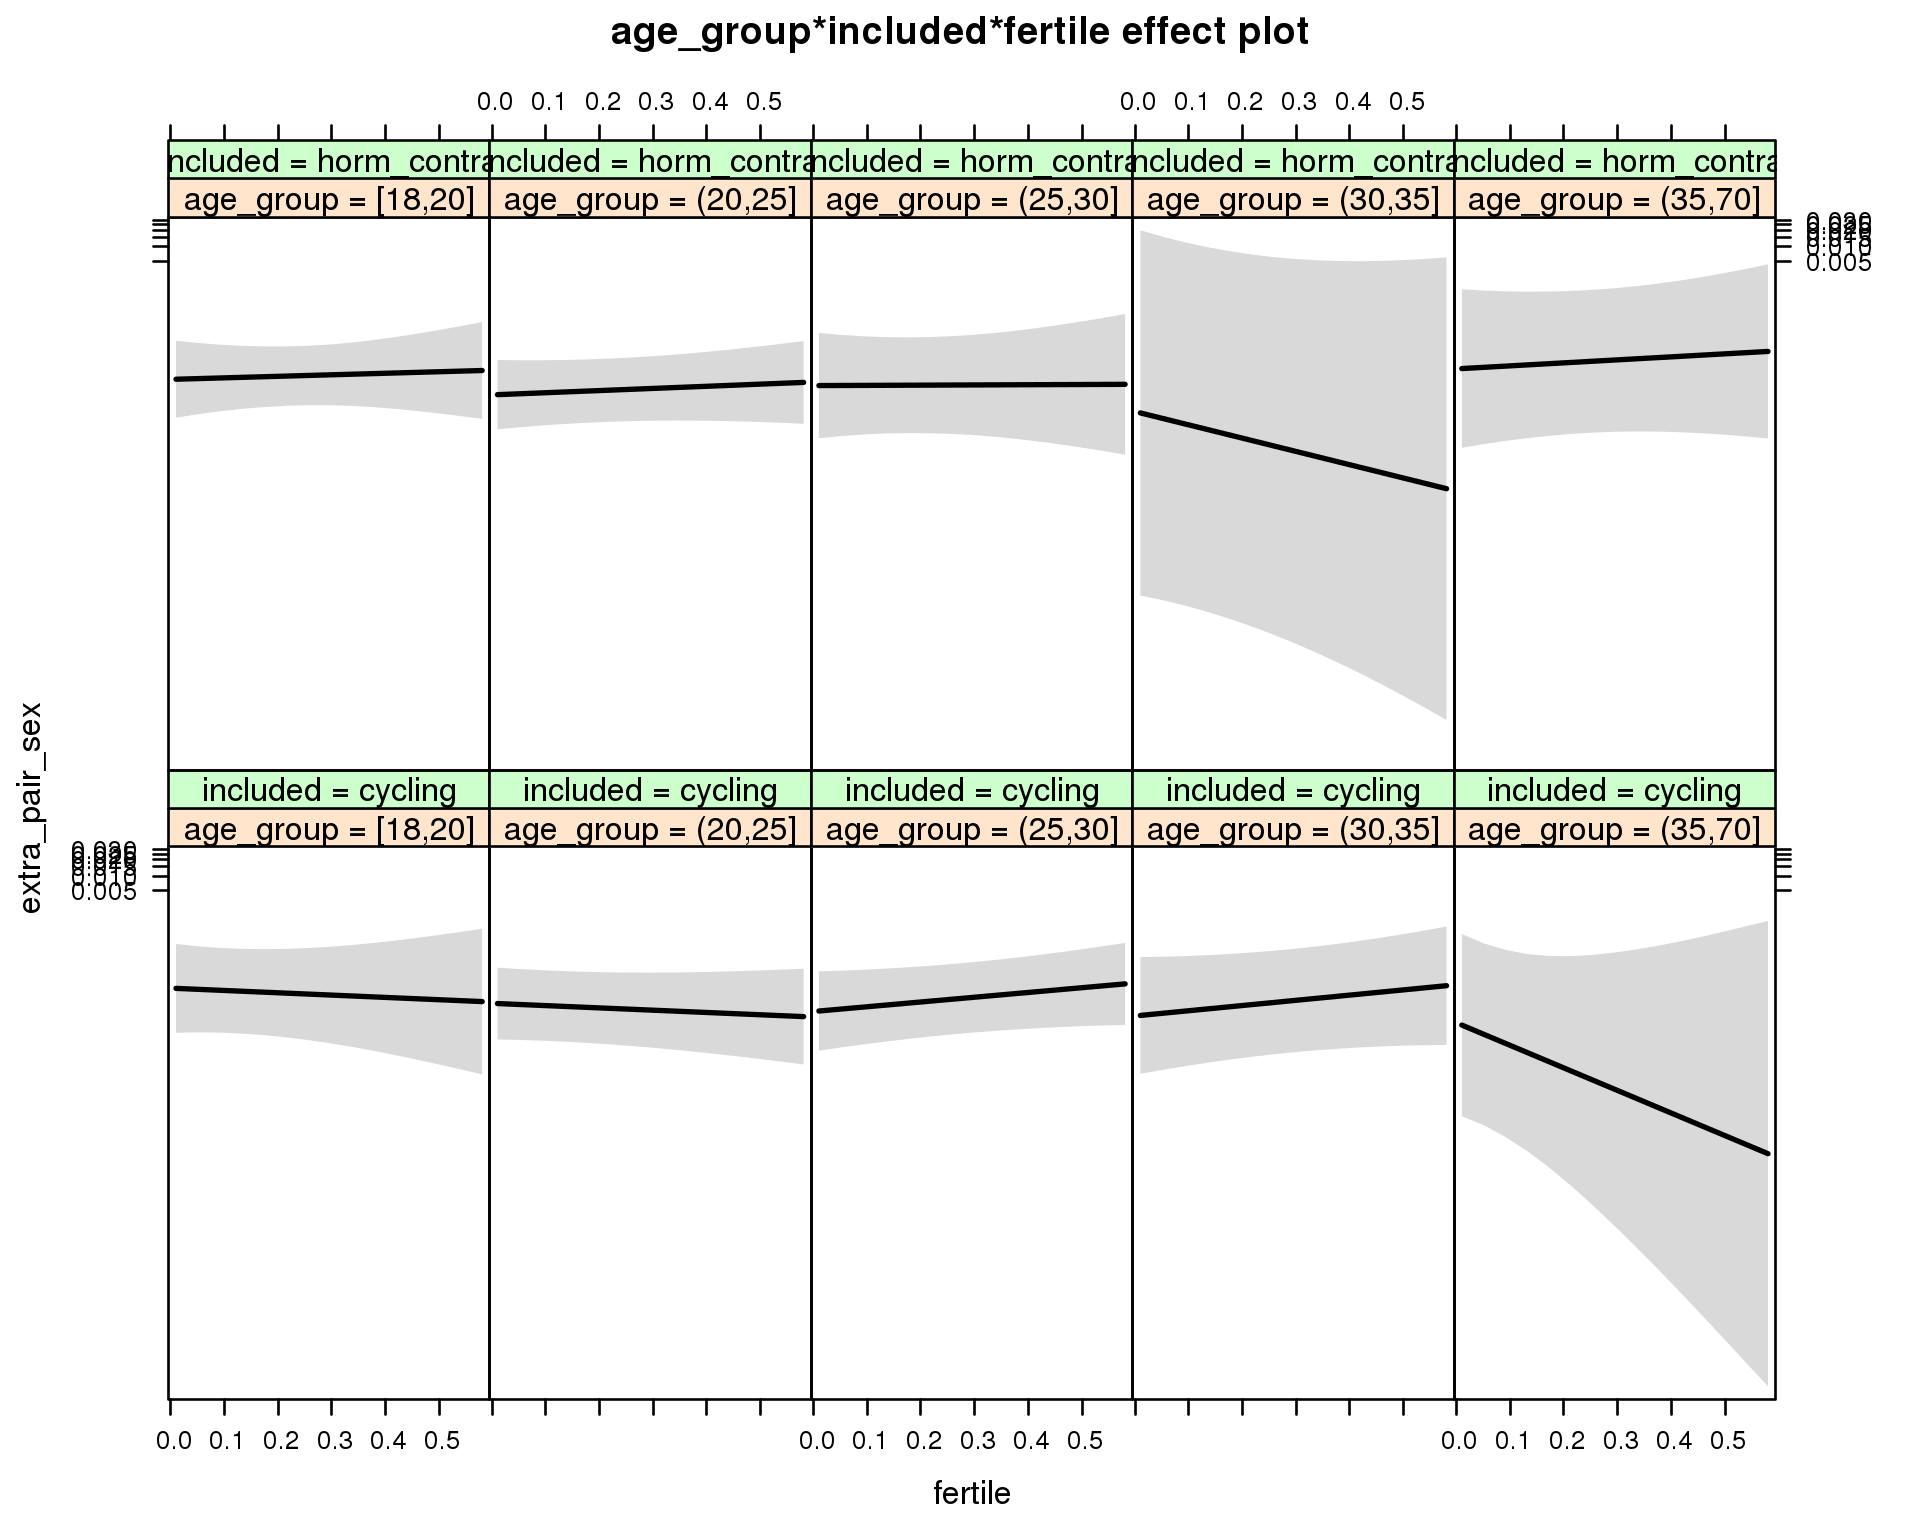 age_group*included*fertile effect plot
0.0 0.1 0.2 0.3 0.4 0.5 0.0 0.1 0.2 0.3 0.4 0.5
ncluded = horm_contra ncluded = horm_contra ncluded = horm_contra ncluded = horm_contra ncluded = horm_contra
age_group = [18,20] age_group = (20,25] age_group = (25,30] age_group = (30,35] age_group = (35,70]
0.010
0.005
extra_pair_sex
included = cycling included = cycling included = cycling included = cycling included = cycling
age_group = [18,20] age_group = (20,25] age_group = (25,30] age_group = (30,35] age_group = (35,70]
0.010
0.005
0.0 0.1 0.2 0.3 0.4 0.5 0.0 0.1 0.2 0.3 0.4 0.5 0.0 0.1 0.2 0.3 0.4 0.5
fertile